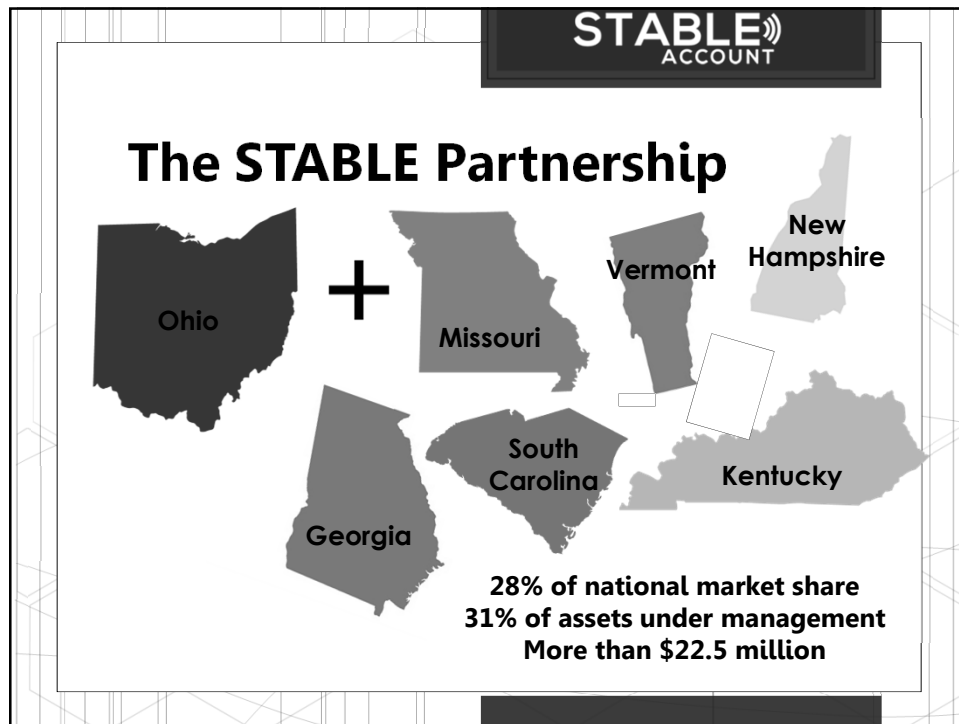 STABLE
ACCOUNT
The STABLE Partnership
New
Hampshire
Vermont
Ohio
+
Missouri
South
Carolina
Kentucky
Georgia
28% of national market share
31% of assets under management
More than $22.5 million